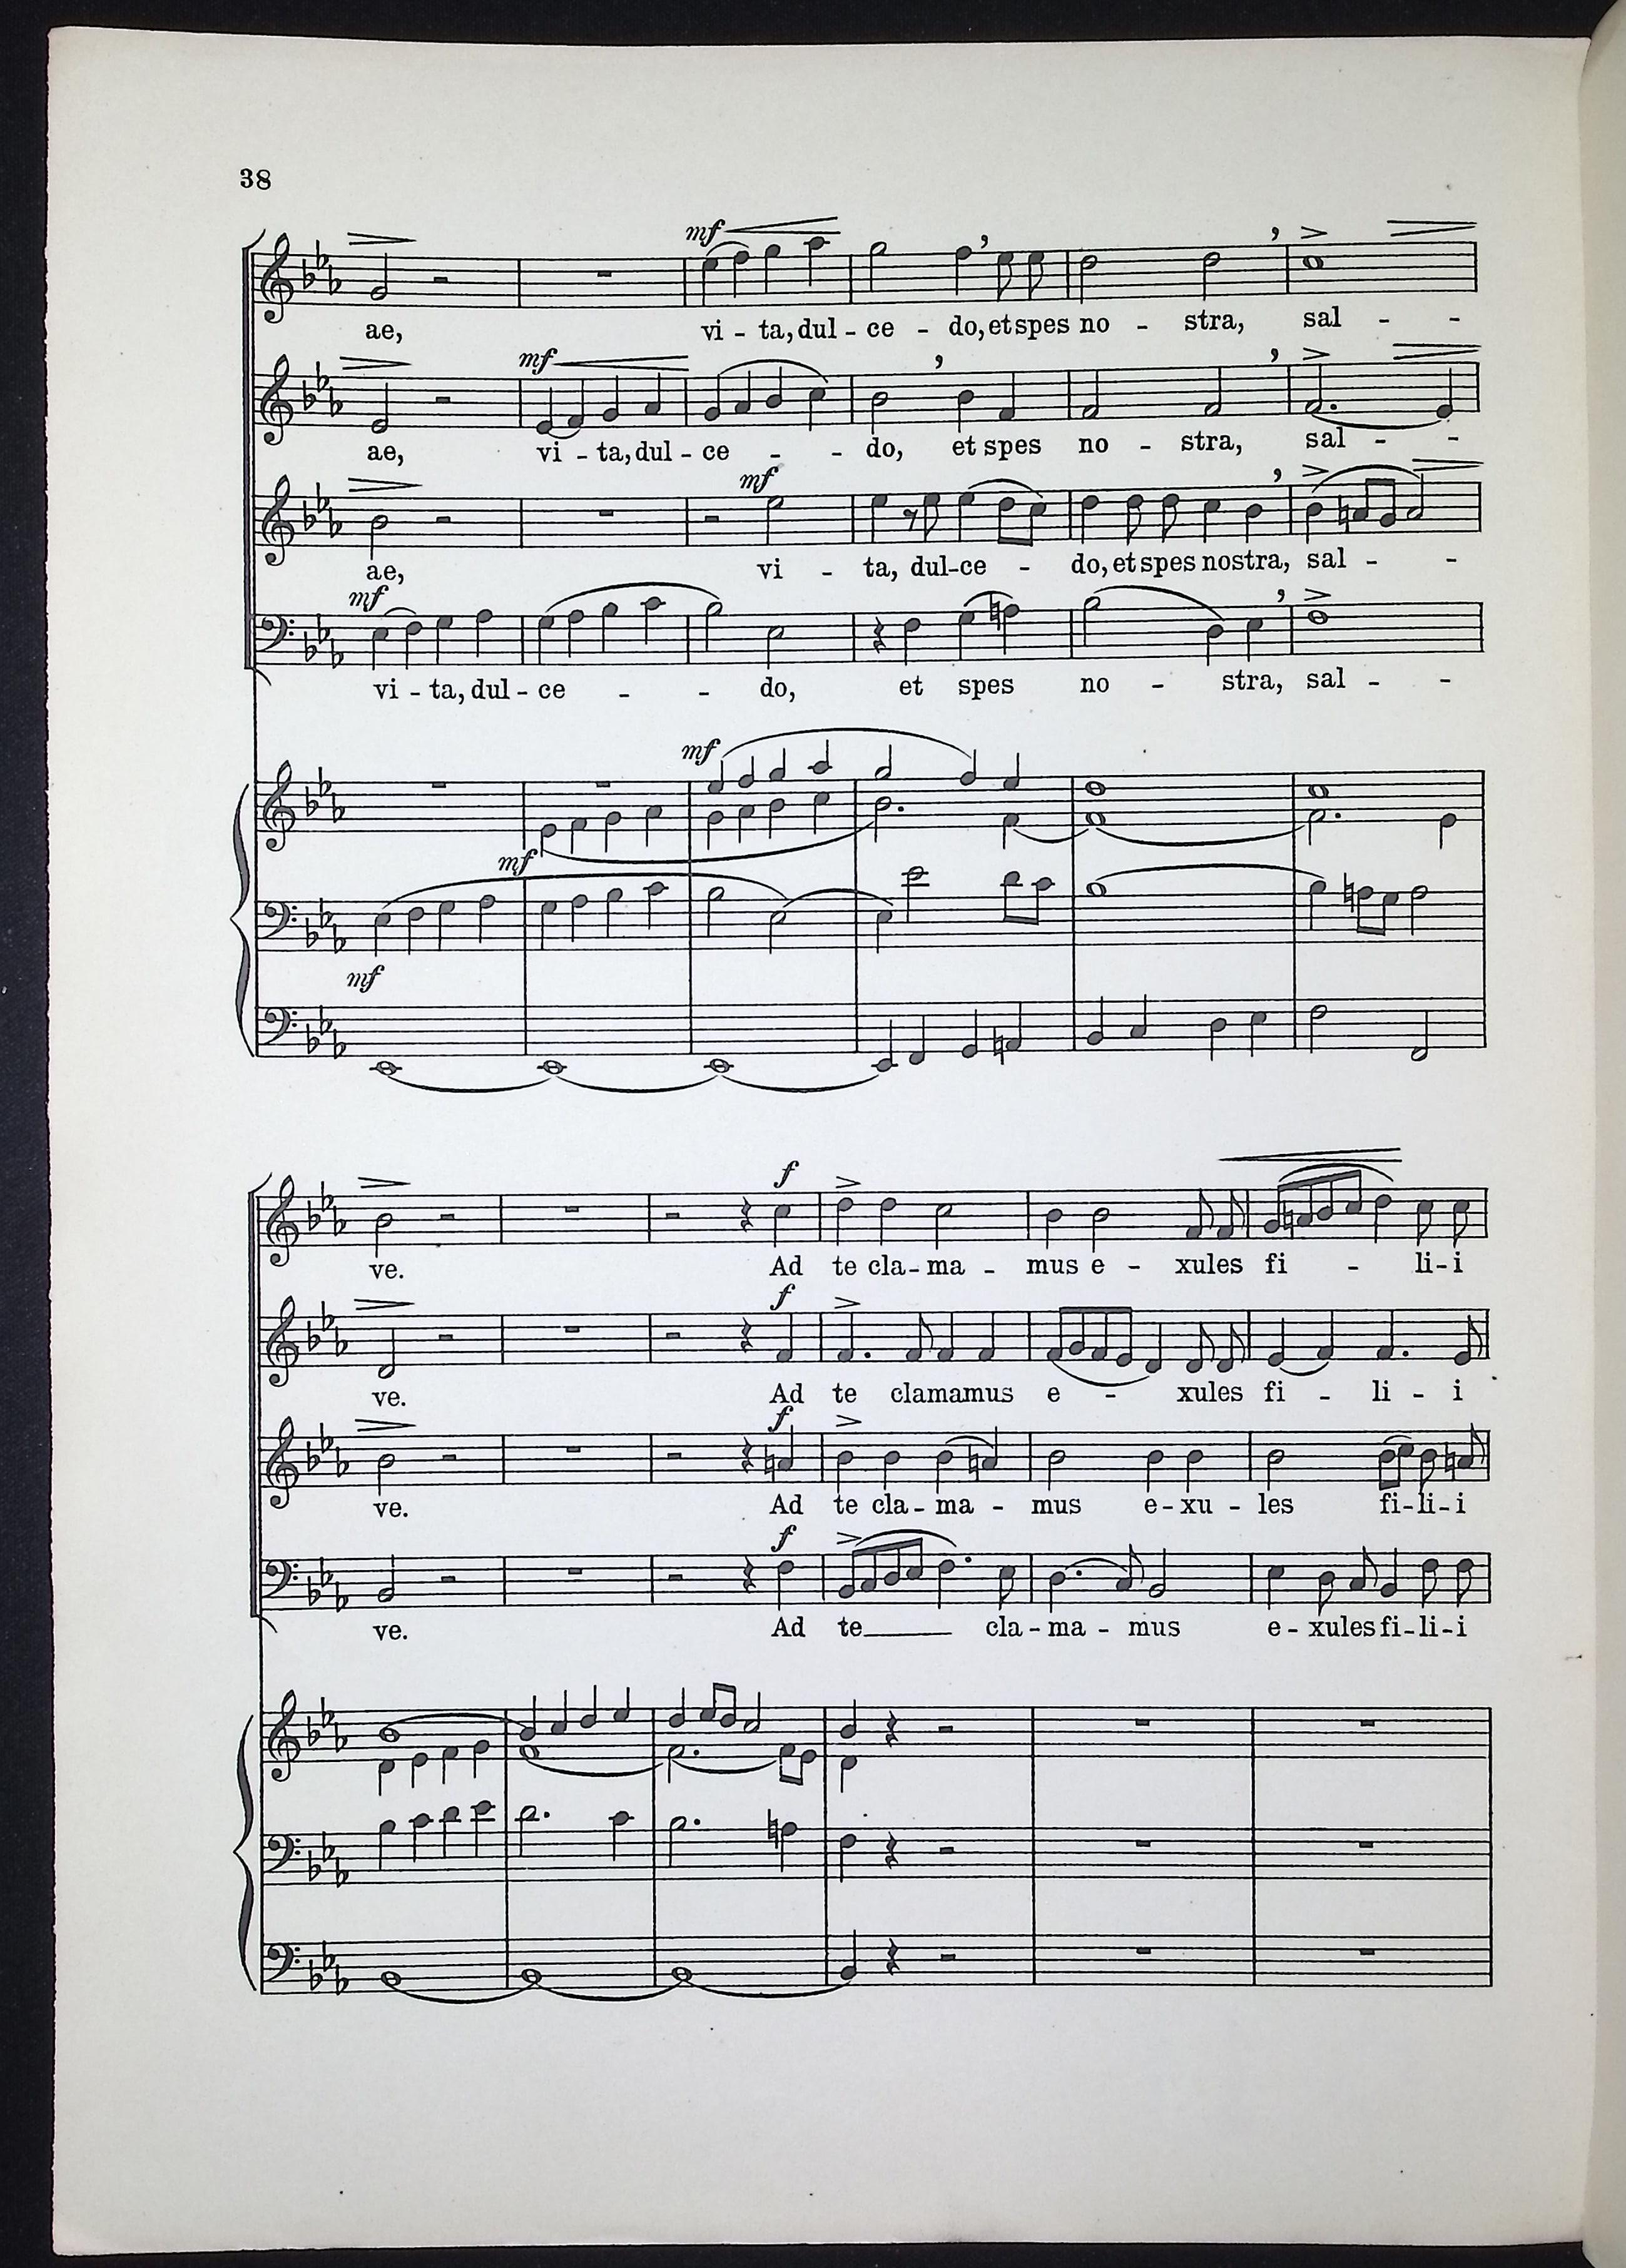 38
mf
ae, vi - ta, dul - ce - do, et spes no - stra, sal - -
mf
ae, vi - ta, dul - ce - - do, et spes no - stra, sal - -
mf
ae, vi - ta, dul-ce - do, et spes nostra, sal - -
mf
vi - ta, dul - ce - - do, et spes no - stra, sal - -
mf
mf
mf
f
ve. Ad te cla - ma - mus e - xules fi - li-i
f
ve. Ad te clamamus e - xules fi - li - i
f
ve. Ad te cla - ma - mus e - xu - les fi-li-i
f
ve. Ad te cla - ma - mus e - xules fi-li-i